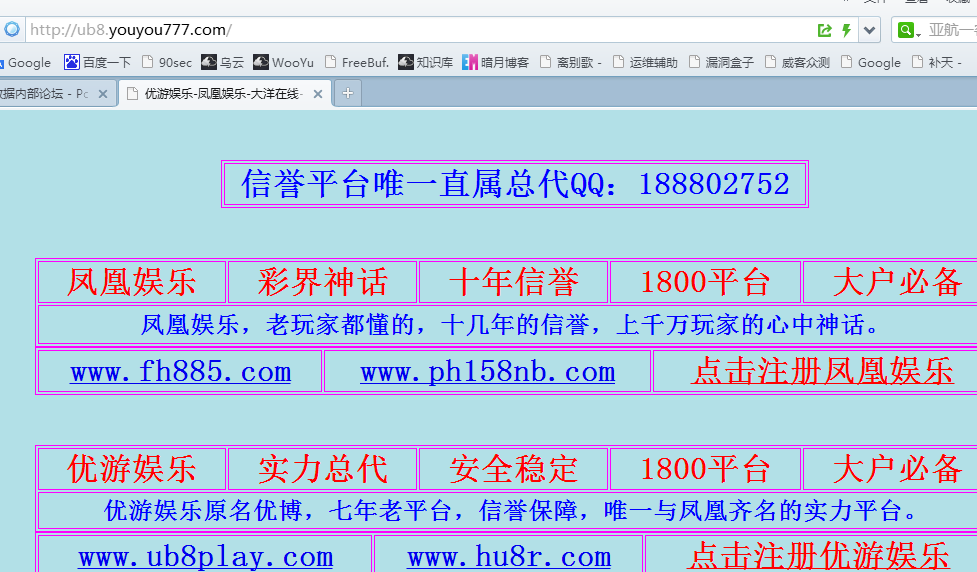 http://ub8.youyou777.com/
Google 百度一下 90sec 乌云 WooYu FreeBuf. 知识库 暗月博客 离别歌 - 运维辅助 漏洞盒子 威客众测 Google 补天 -
据内部论坛 - Pc 优游娱乐-凤凰娱乐-大洋在线-
信誉平台唯一直属总代QQ：188802752
凤凰娱乐 彩界神话 十年信誉 1800平台 大户必备
凤凰娱乐，老玩家都懂的，十几年的信誉，上千万玩家的心中神话。
www.fh885.com www.ph158nb.com 点击注册凤凰娱乐
优游娱乐 实力总代 安全稳定 1800平台 大户必备
优游娱乐原名优博，七年老平台，信誉保障，唯一与凤凰齐名的实力平台。
www.ub8play.com www.hu8r.com 点击注册优游娱乐